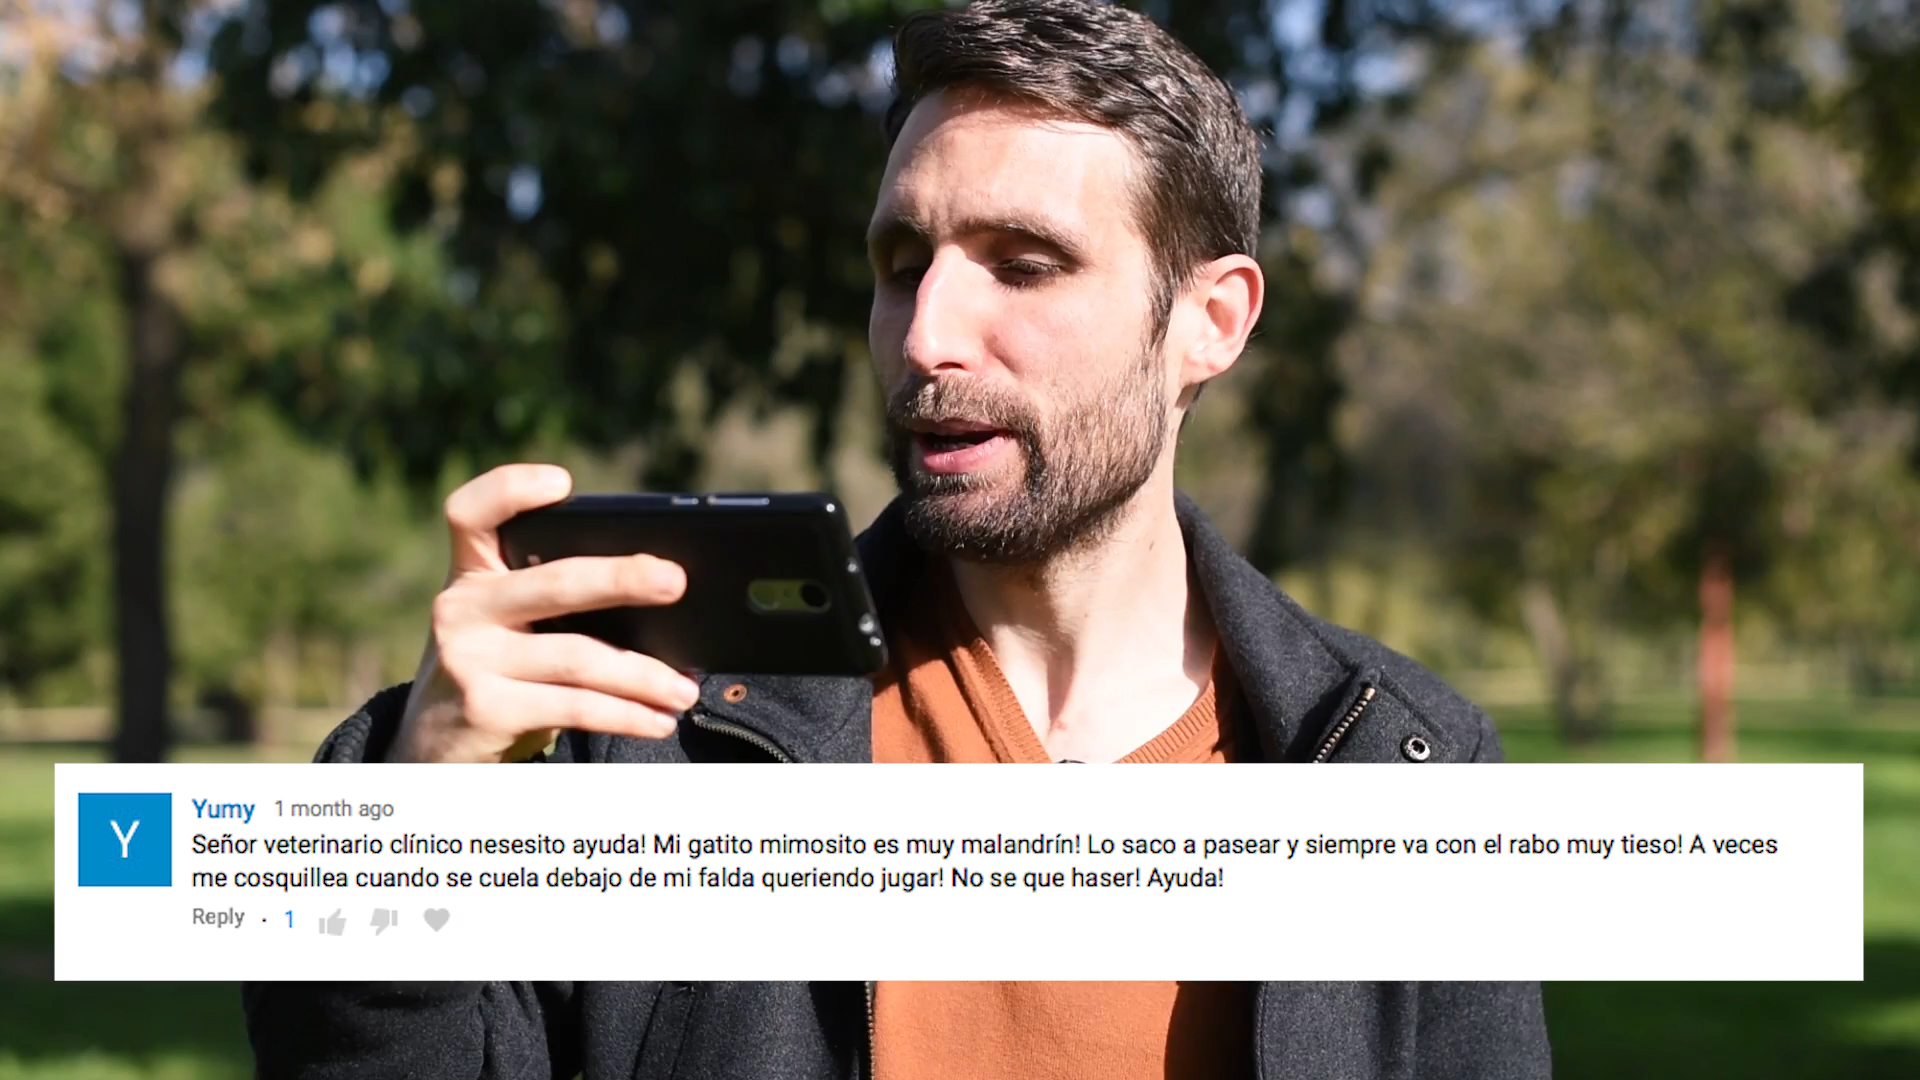 Y
Yumy 1 month ago
Señor veterinario clínico nesesito ayuda! Mi gatito mimosito es muy malandrín! Lo saco a pasear y siempre va con el rabo muy tieso! A veces
me cosquillea cuando se cuela debajo de mi falda queriendo jugar! No se que haser! Ayuda!
Reply · 1